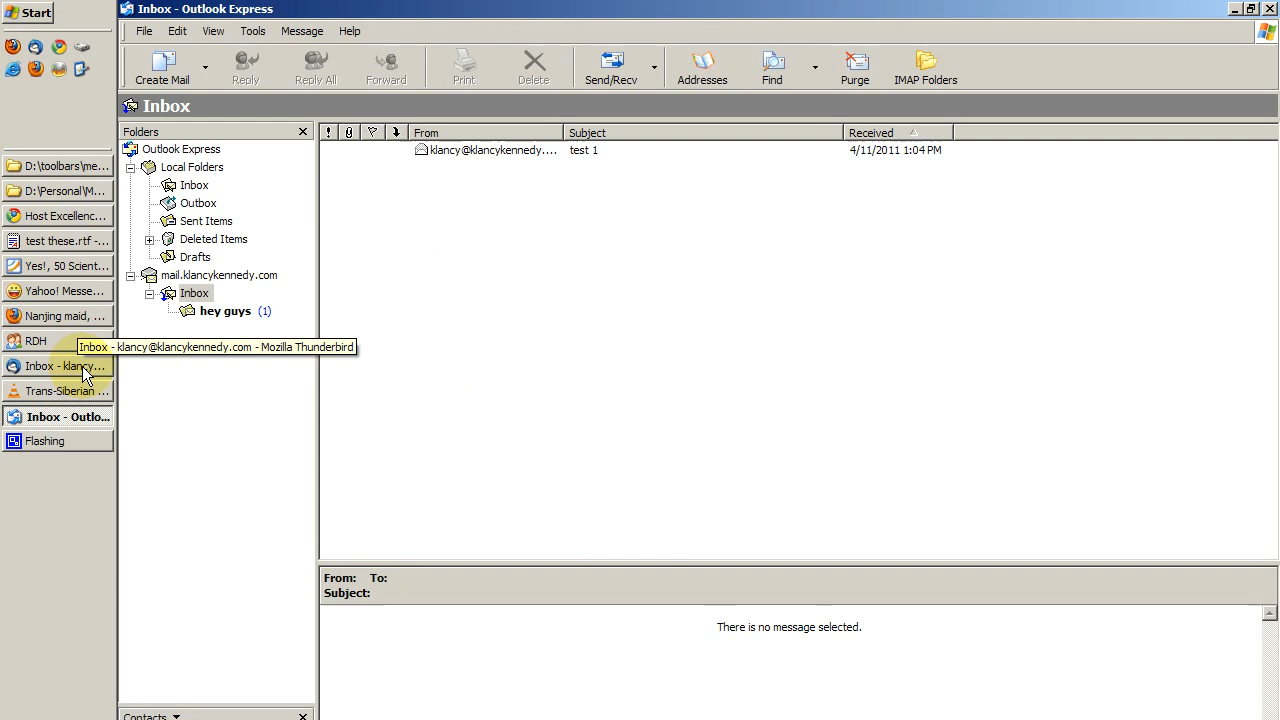 Start
Inbox - Outlook Express
File Edit View Tools Message Help
Create Mail Reply Reply All Forward Print Delete Send/Recv Addresses Find Purge IMAP Folders
Inbox
Folders
From Subject Received
Outlook Express
Local Folders
Inbox
Outbox
Sent Items
Deleted Items
Drafts
mail.klancykennedy.com
Inbox
hey guys (1)
klancy@klancykennedy.... test 1 4/11/2011 1:04 PM
D:\toolbars\me...
D:\Personal\M...
Host Excellenc...
test these.rtf -...
Yes!, 50 Scient...
Yahoo! Messe...
Nanjing maid, ...
RDH
Inbox - klancy@klancykennedy.com - Mozilla Thunderbird
Inbox - klancy...
Trans-Siberian ...
Inbox - Outlo...
Flashing
From: To:
Subject:
There is no message selected.
Contacts